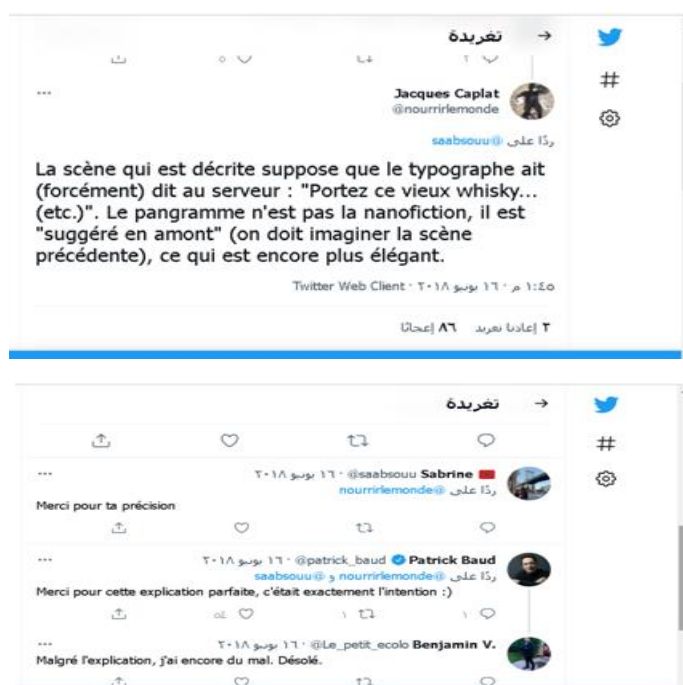 تغريدة
٥
٢
Jacques Caplat
@nourrirlemonde
ردًا على @saabsouu
La scène qui est décrite suppose que le typographe ait
(forcément) dit au serveur : "Portez ce vieux whisky...
(etc.)". Le pangramme n'est pas la nanofiction, il est
"suggéré en amont" (on doit imaginer la scène
précédente), ce qui est encore plus élégant.
١:٤٥ م · ١٦ يونيو ٢٠١٨ · Twitter Web Client
٢ إعادتا تغريد ٨٦ إعجابًا
تغريدة
Sabrine @saabsouu · ١٦ يونيو ٢٠١٨
ردًا على @nourrirlemonde
Merci pour ta précision
Patrick Baud @patrick_baud · ١٦ يونيو ٢٠١٨
ردًا على @nourrirlemonde و @saabsouu
Merci pour cette explication parfaite, c'était exactement l'intention :)
١
١
٥٤
Benjamin V. @Le_petit_ecolo · ١٦ يونيو ٢٠١٨
Malgré l'explication, j'ai encore du mal. Désolé.